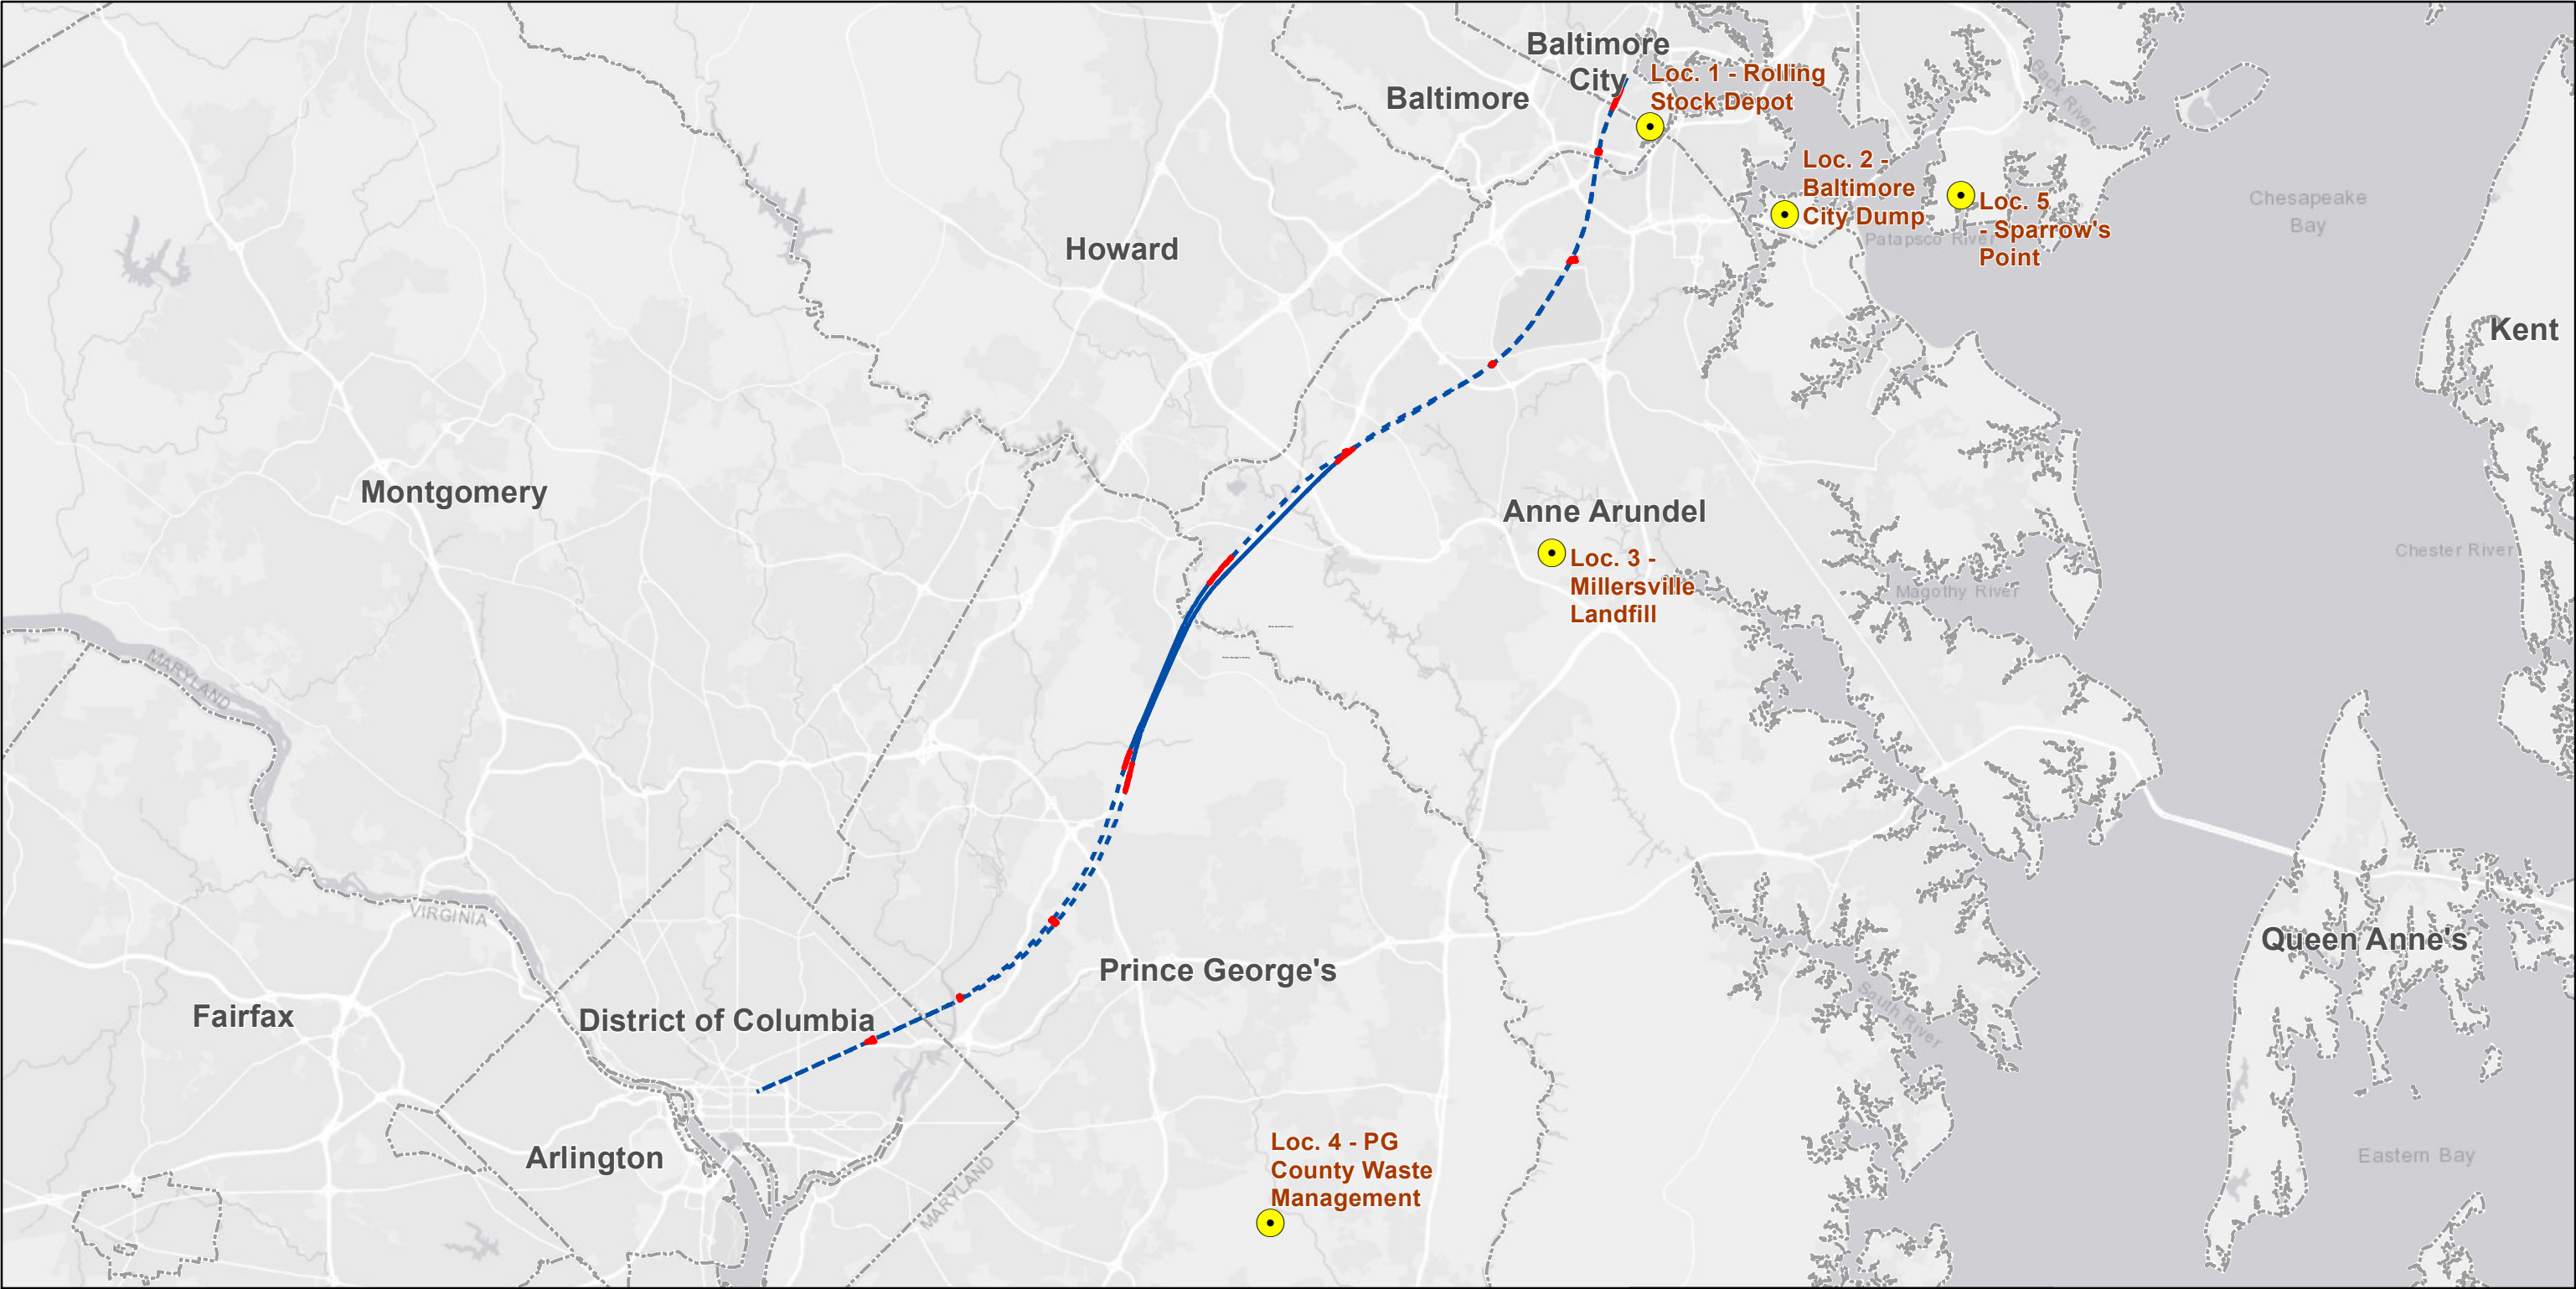 Baltimore
City
Loc. 1 - Rolling
Stock Depot
Baltimore
Back River
Loc. 2 -
Baltimore
City Dump
Loc. 5
- Sparrow's
Point
Patapsco River
Chesapeake
Bay
Howard
Kent
Montgomery
Anne Arundel
Loc. 3 -
Millersville
Landfill
Chester River
Magothy River
MARYLAND
VIRGINIA
Queen Anne's
Prince George's
South River
Fairfax
District of Columbia
Arlington
MARYLAND
Loc. 4 - PG
County Waste
Management
Eastern Bay